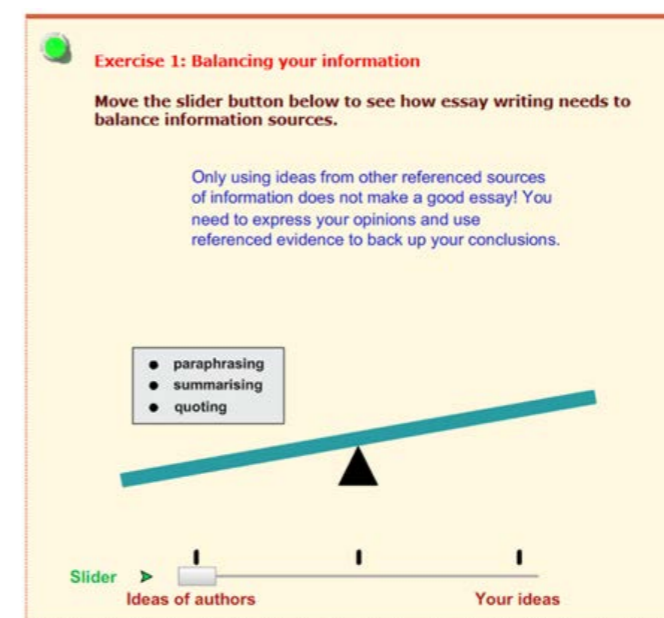 Exercise 1: Balancing your information
Move the slider button below to see how essay writing needs to
balance information sources.
Only using ideas from other referenced sources
of information does not make a good essay! You
need to express your opinions and use
referenced evidence to back up your conclusions.
paraphrasing
summarising
quoting
Slider
Ideas of authors Your ideas